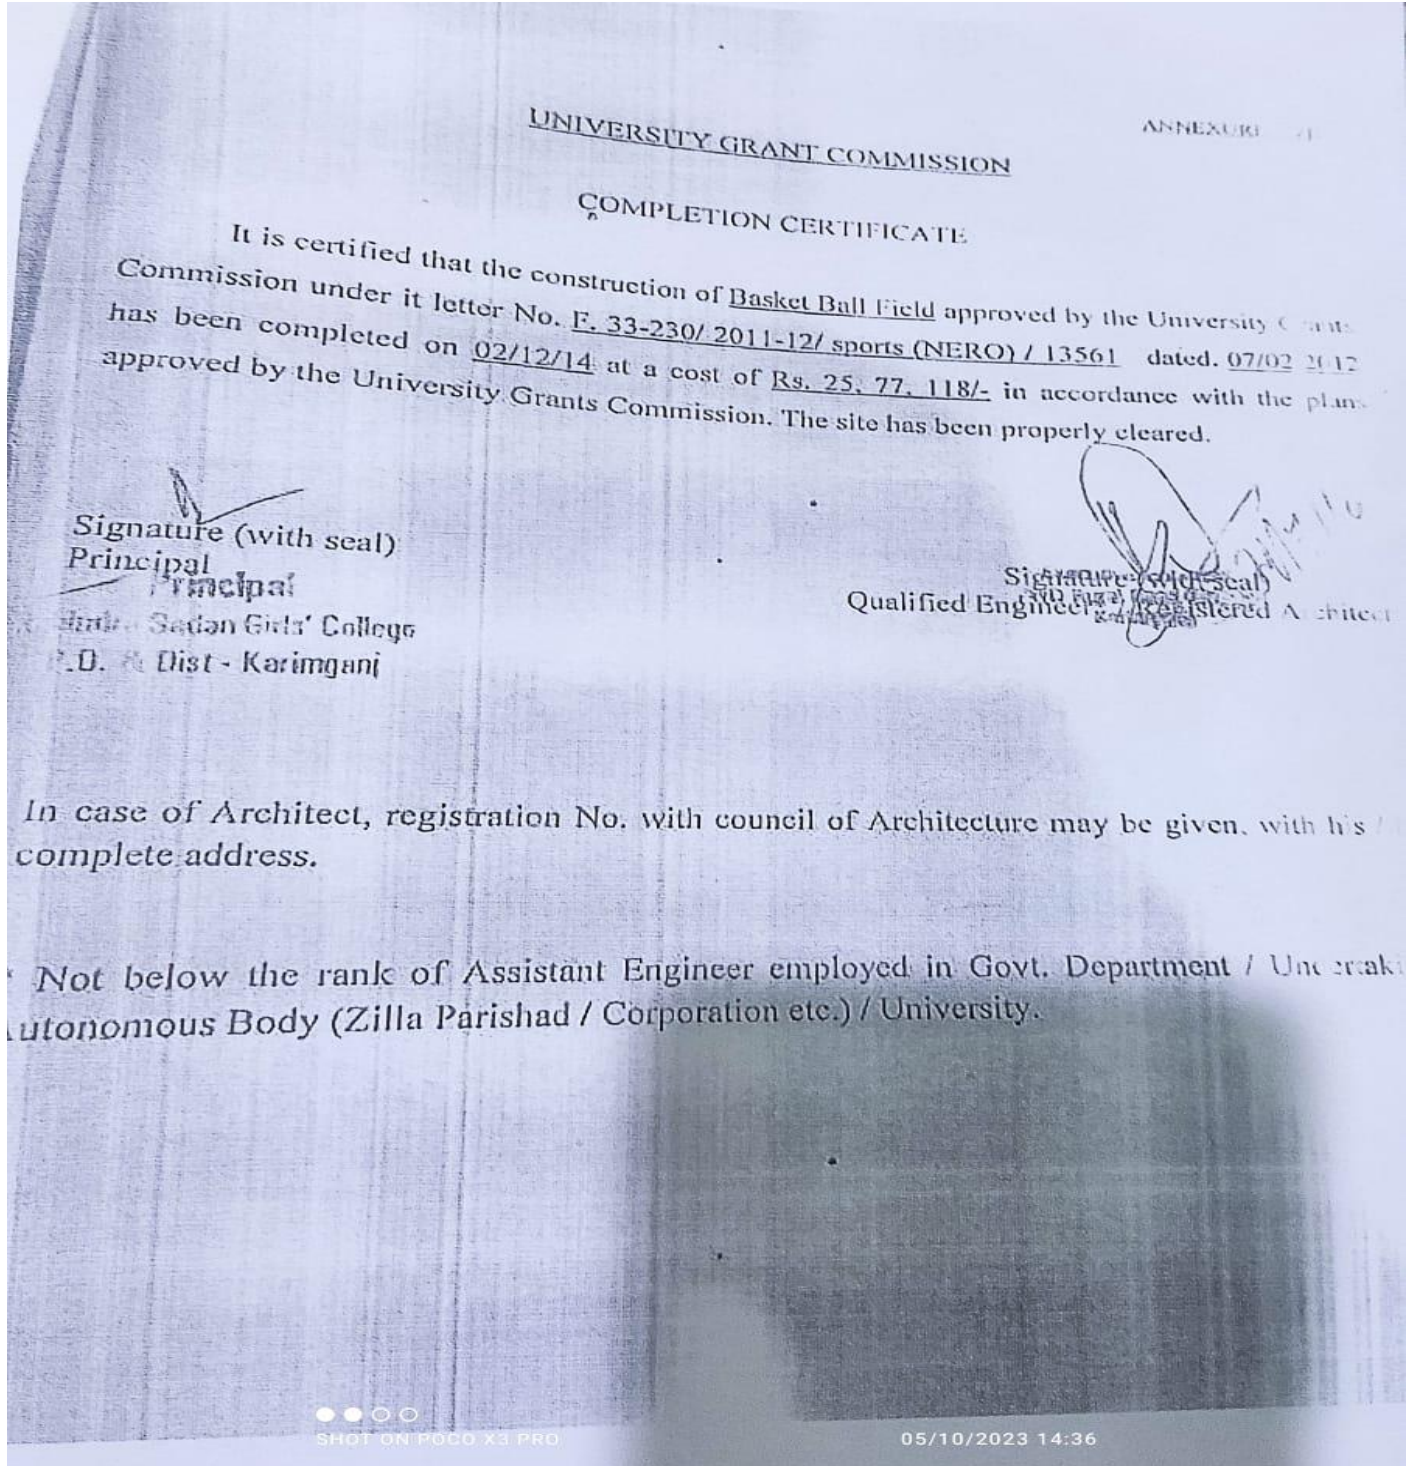 ANNEXURE
UNIVERSITY GRANT COMMISSION
COMPLETION CERTIFICATE
It is certified that the construction of Basket Ball Field approved by the University Grants
Commission under it letter No. F. 33-230/ 2011-12/ sports (NERO) / 13561 dated. 07/02 2012
has been completed on 02/12/14 at a cost of Rs. 25, 77, 118/- in accordance with the plans
approved by the University Grants Commission. The site has been properly cleared.
Signature (with seal)
Principal
Principal
Sadan Girls' College
& Dist - Karimganj
Signature (with seal)
Qualified Engineer / Registered Architect
In case of Architect, registration No. with council of Architecture may be given, with his /
complete address.
* Not below the rank of Assistant Engineer employed in Govt. Department /
utonomous Body (Zilla Parishad / Corporation etc.) / University.
SHOT ON POCO X3 PRO
05/10/2023 14:36